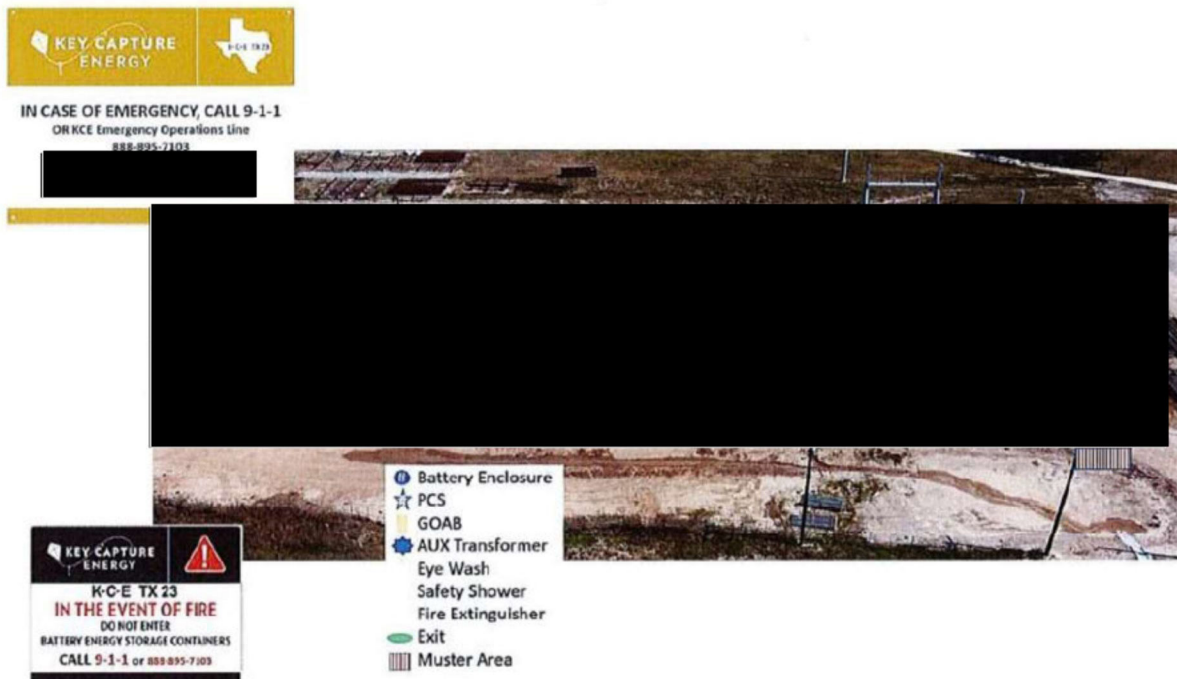 KEY CAPTURE
ENERGY
K-C-E TX 23
IN CASE OF EMERGENCY, CALL 9-1-1
OR KCE Emergency Operations Line
888-895-7103
Battery Enclosure
PCS
GOAB
AUX Transformer
Eye Wash
Safety Shower
Fire Extinguisher
Exit
Muster Area
KEY CAPTURE
ENERGY
K-C-E TX 23
IN THE EVENT OF FIRE
DO NOT ENTER
BATTERY ENERGY STORAGE CONTAINERS
CALL 9-1-1 or 888-895-7103